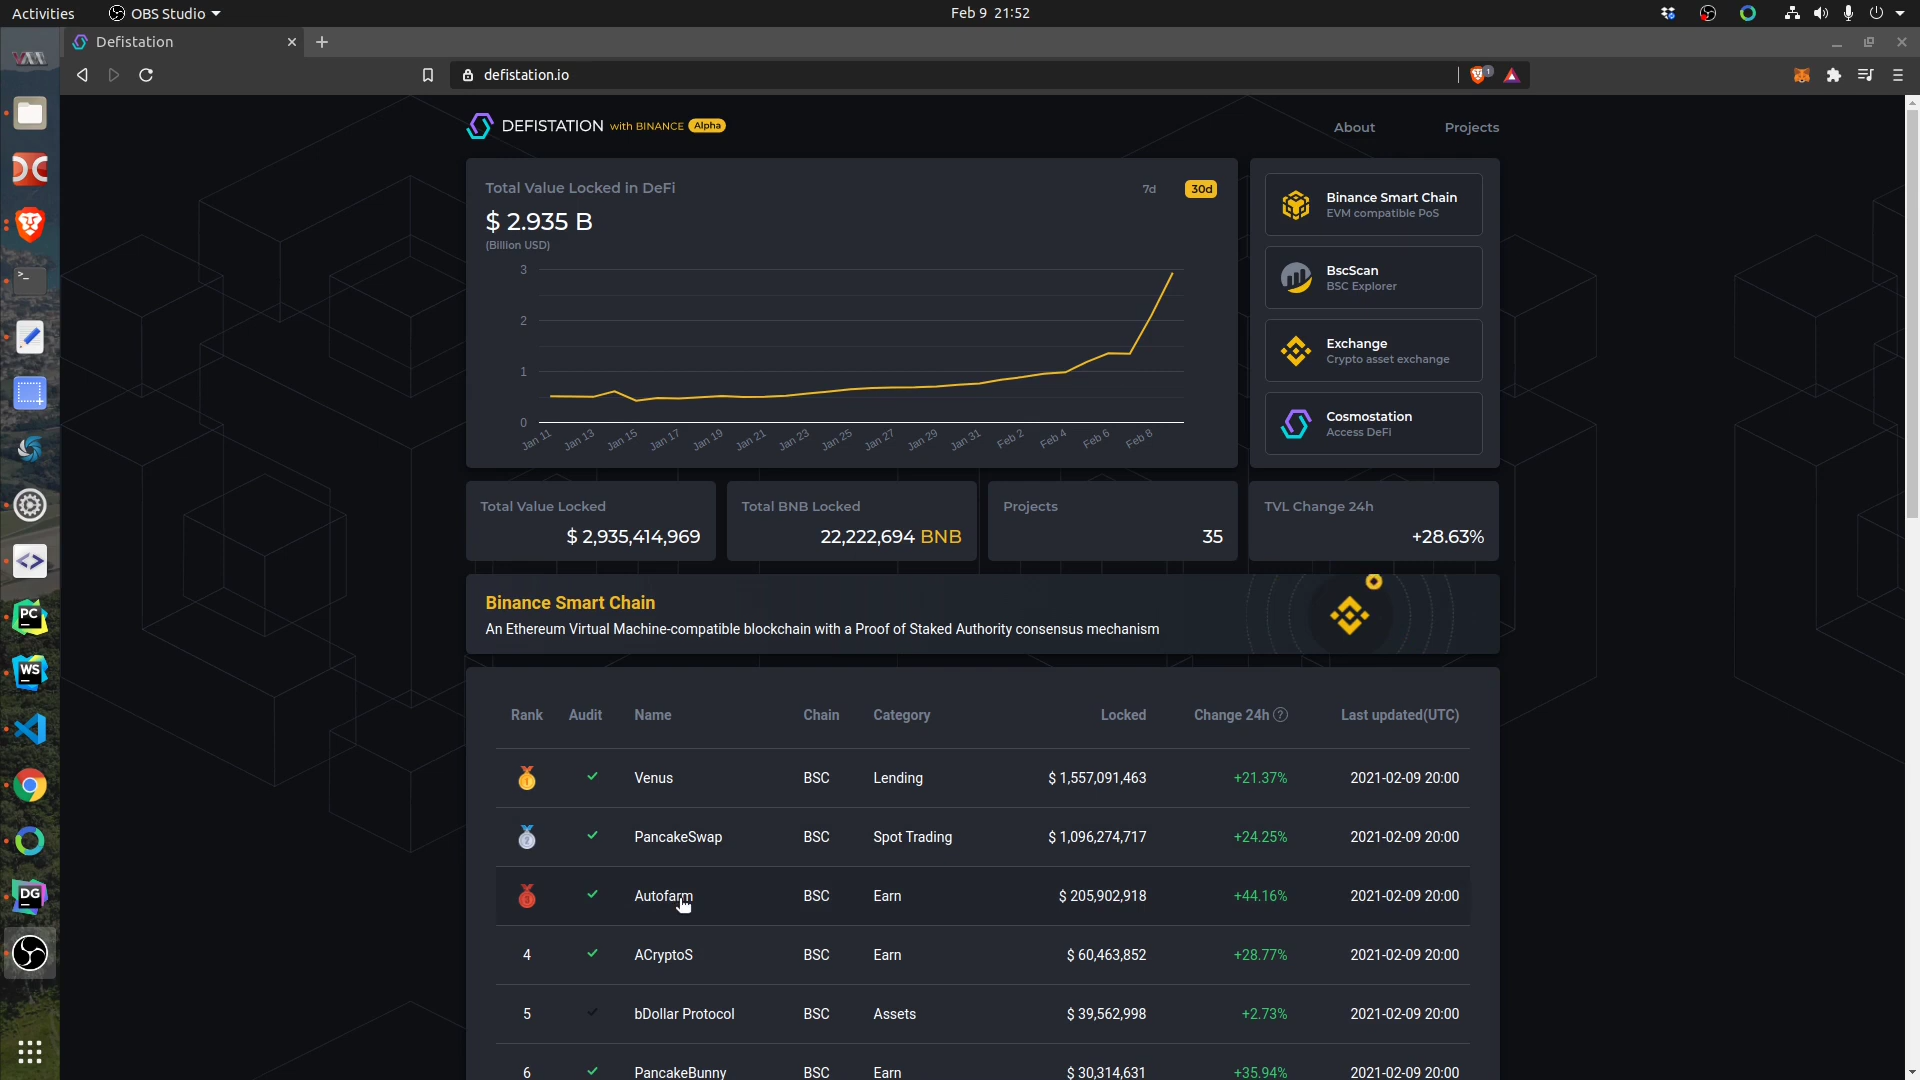 Activities
OBS Studio
Feb 9 21:52
Defistation
defistation.io
1
DEFISTATION with BINANCE Alpha
About
Projects
Total Value Locked in DeFi
7d
30d
$ 2.935 B
(Billion USD)
3
2
1
0
Jan 11
Jan 13
Jan 15
Jan 17
Jan 19
Jan 21
Jan 23
Jan 25
Jan 27
Jan 29
Jan 31
Feb 2
Feb 4
Feb 6
Feb 8
Binance Smart Chain
EVM compatible PoS
BscScan
BSC Explorer
Exchange
Crypto asset exchange
Cosmostation
Access DeFi
Total Value Locked
$ 2,935,414,969
Total BNB Locked
22,222,694 BNB
Projects
35
TVL Change 24h
+28.63%
Binance Smart Chain
An Ethereum Virtual Machine-compatible blockchain with a Proof of Staked Authority consensus mechanism
Rank Audit Name Chain Category Locked Change 24h ? Last updated(UTC)
1 Venus BSC Lending $ 1,557,091,463 +21.37% 2021-02-09 20:00
2 PancakeSwap BSC Spot Trading $ 1,096,274,717 +24.25% 2021-02-09 20:00
3 Autofarm BSC Earn $ 205,902,918 +44.16% 2021-02-09 20:00
4 ACryptoS BSC Earn $ 60,463,852 +28.77% 2021-02-09 20:00
5 bDollar Protocol BSC Assets $ 39,562,998 +2.73% 2021-02-09 20:00
6 PancakeBunny BSC Earn $ 30,314,631 +35.94% 2021-02-09 20:00
PC
WS
DG